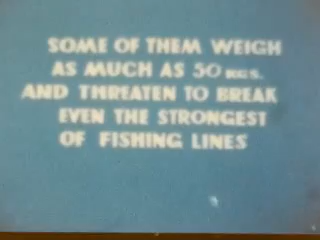 SOME OF THEM WEIGH
AS MUCH AS 50 KGS.
AND THREATEN TO BREAK
EVEN THE STRONGEST
OF FISHING LINES